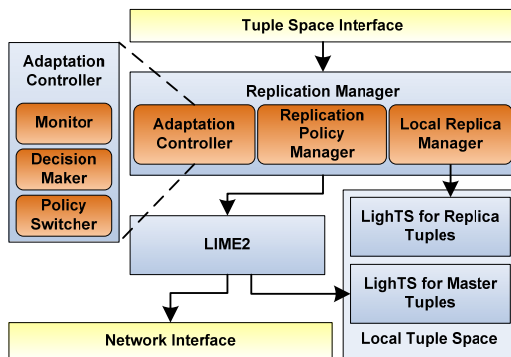 Tuple Space Interface
Adaptation
Controller
Monitor
Decision
Maker
Policy
Switcher
Replication Manager
Adaptation
Controller
Replication
Policy
Manager
Local Replica
Manager
LIME2
LighTS for Replica
Tuples
LighTS for Master
Tuples
Local Tuple Space
Network Interface